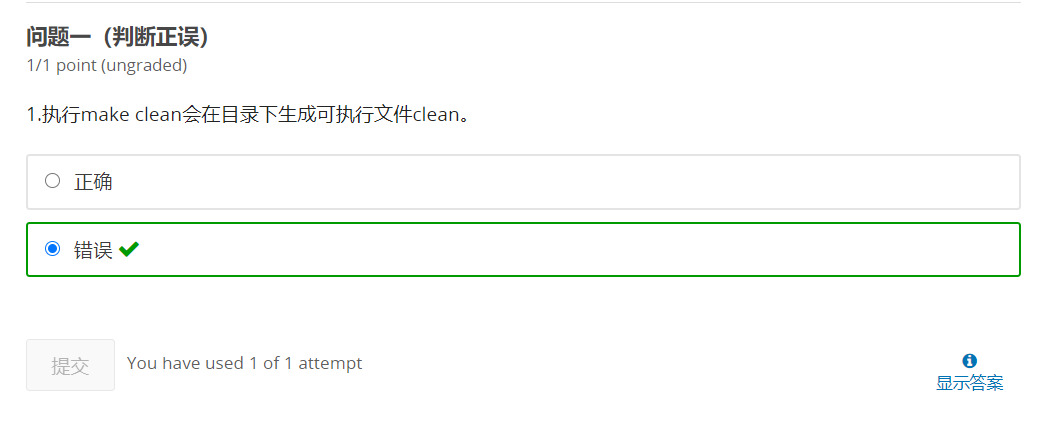 问题一（判断正误）
1/1 point (ungraded)
1.执行make clean会在目录下生成可执行文件clean。
正确
错误
提交
You have used 1 of 1 attempt
显示答案